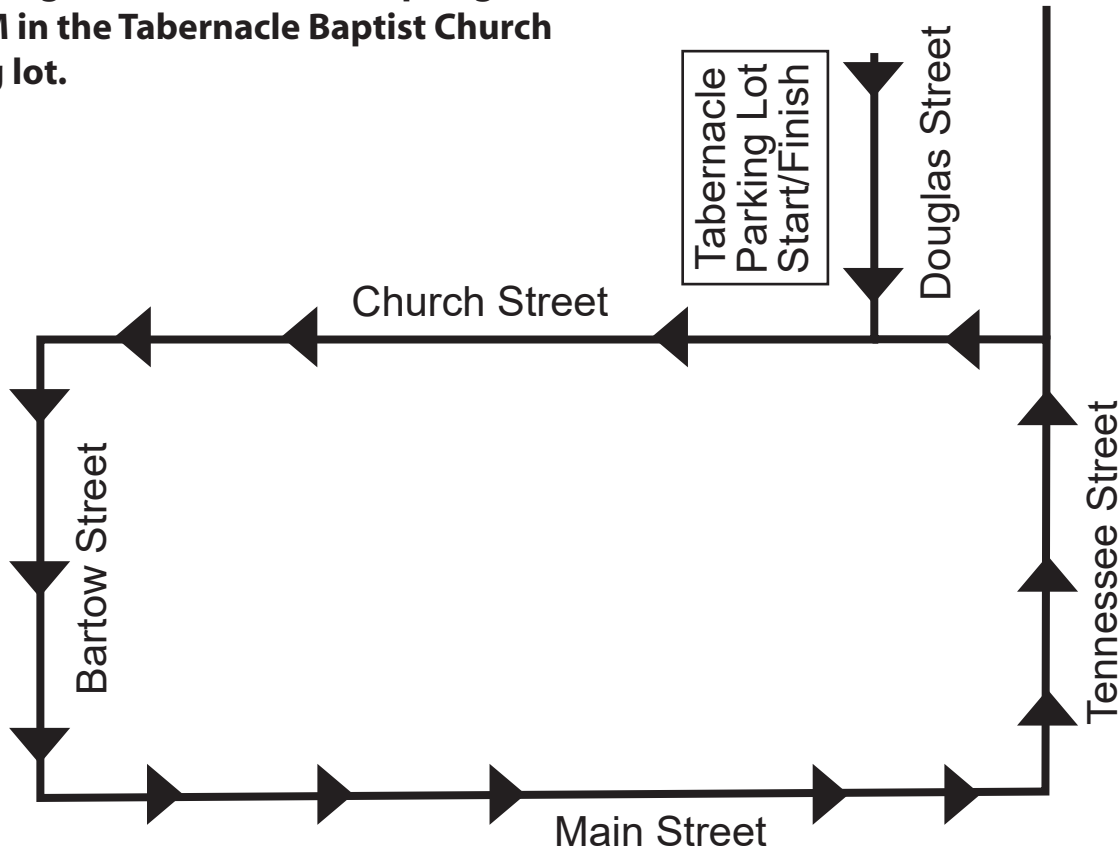 in the Tabernacle Baptist Church
lot.
Tabernacle
Parking Lot
Start/Finish
Douglas Street
Church Street
Bartow Street
Tennessee Street
Main Street